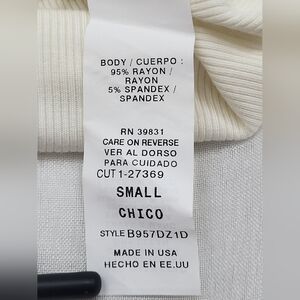 BODY / CUERPO :
95% RAYON /
RAYON
5% SPANDEX /
SPANDEX
RN 39831
CARE ON REVERSE
VER AL DORSO
PARA CUIDADO
CUT 1-27369
SMALL
CHICO
STYLE B957DZ1D
MADE IN USA
HECHO EN EE.UU